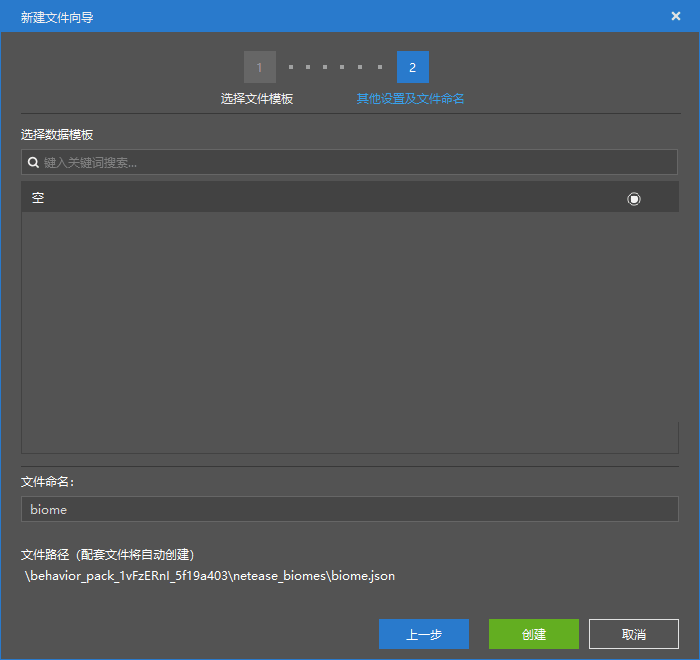 新建文件向导
1
2
选择文件模板
其他设置及文件命名
选择数据模板
键入关键词搜索...
空
文件命名：
biome
文件路径（配套文件将自动创建）
\behavior_pack_1vFzERnI_5f19a403\netease_biomes\biome.json
上一步
创建
取消